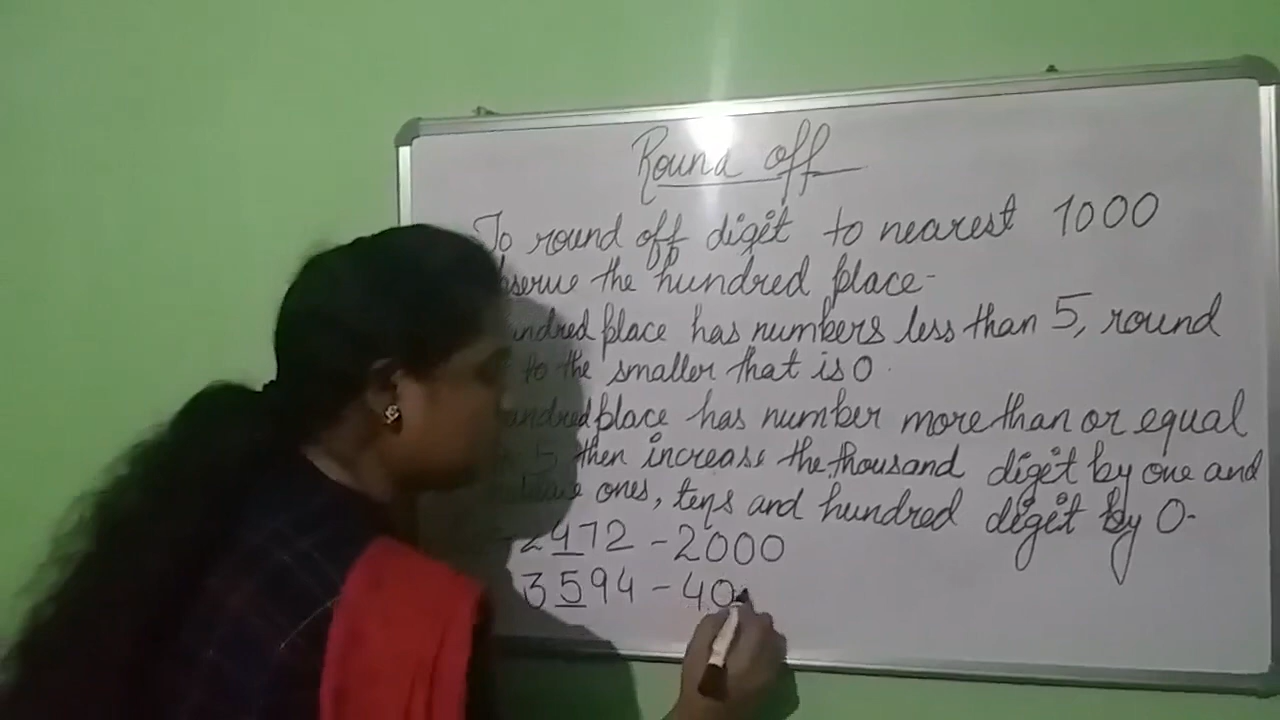 Round off
To round off digit to nearest 1000
observe the hundred place-
hundred place has numbers less than 5, round
to the smaller that is 0.
hundred place has number more than or equal
5 then increase the thousand digit by one and
ones, tens and hundred digit by 0-
2472 - 2000
3594 - 40